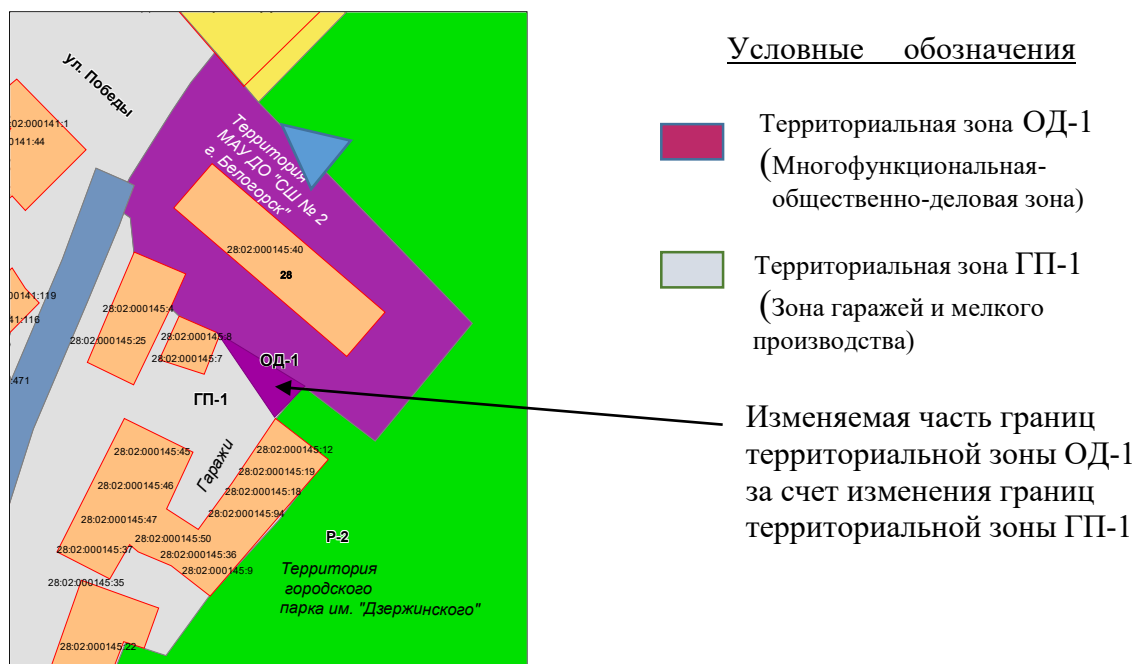 ул. Победы
:02:000141:1
0141:44
Территория
МАУ ДО "СШ № 2
г. Белогорск"
28:02:000145:40
28
00141:119
41:116
28:02:000145:4
28:02:000145:25
28:02:000145:8
28:02:000145:7
:471
ОД-1
ГП-1
Гаражи
28:02:000145:45
28:02:000145:46
28:02:000145:47
28:02:000145:50
28:02:000145:37
28:02:000145:36
28:02:000145:9
28:02:000145:35
28:02:000145:22
28:02:000145:12
28:02:000145:19
28:02:000145:18
28:02:000145:94
Р-2
Территория
городского
парка им. "Дзержинского"
Условные обозначения
Территориальная зона ОД-1
(Многофункциональная-
общественно-деловая зона)
Территориальная зона ГП-1
(Зона гаражей и мелкого
производства)
Изменяемая часть границ
территориальной зоны ОД-1
за счет изменения границ
территориальной зоны ГП-1